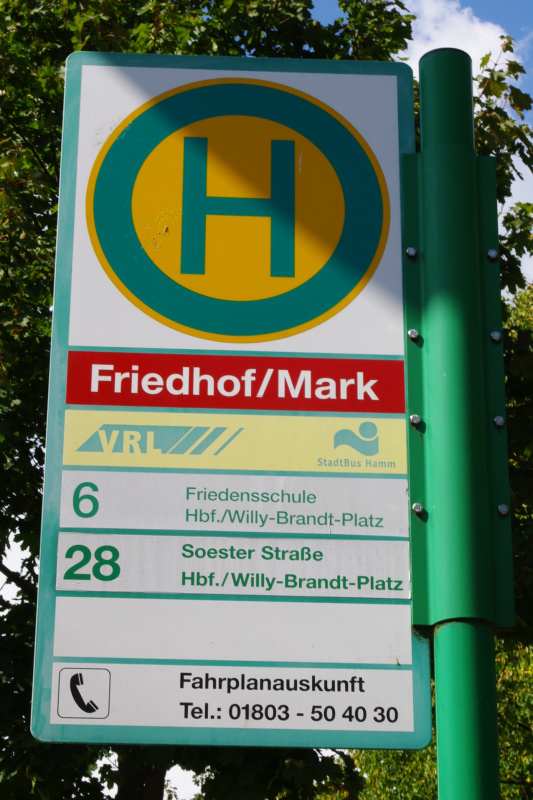 H
Friedhof/Mark
VRL
StadtBus Hamm
6 Friedensschule
Hbf./Willy-Brandt-Platz
28 Soester Straße
Hbf./Willy-Brandt-Platz
Fahrplanauskunft
Tel.: 01803 - 50 40 30